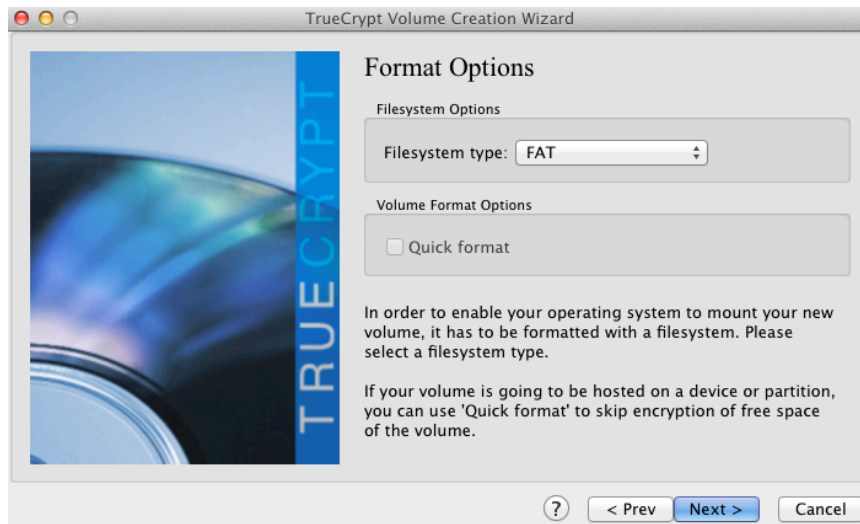 TrueCrypt Volume Creation Wizard
TRUECRYPT
Format Options
Filesystem Options
Filesystem type: FAT
Volume Format Options
Quick format
In order to enable your operating system to mount your new
volume, it has to be formatted with a filesystem. Please
select a filesystem type.
If your volume is going to be hosted on a device or partition,
you can use 'Quick format' to skip encryption of free space
of the volume.
? < Prev Next > Cancel